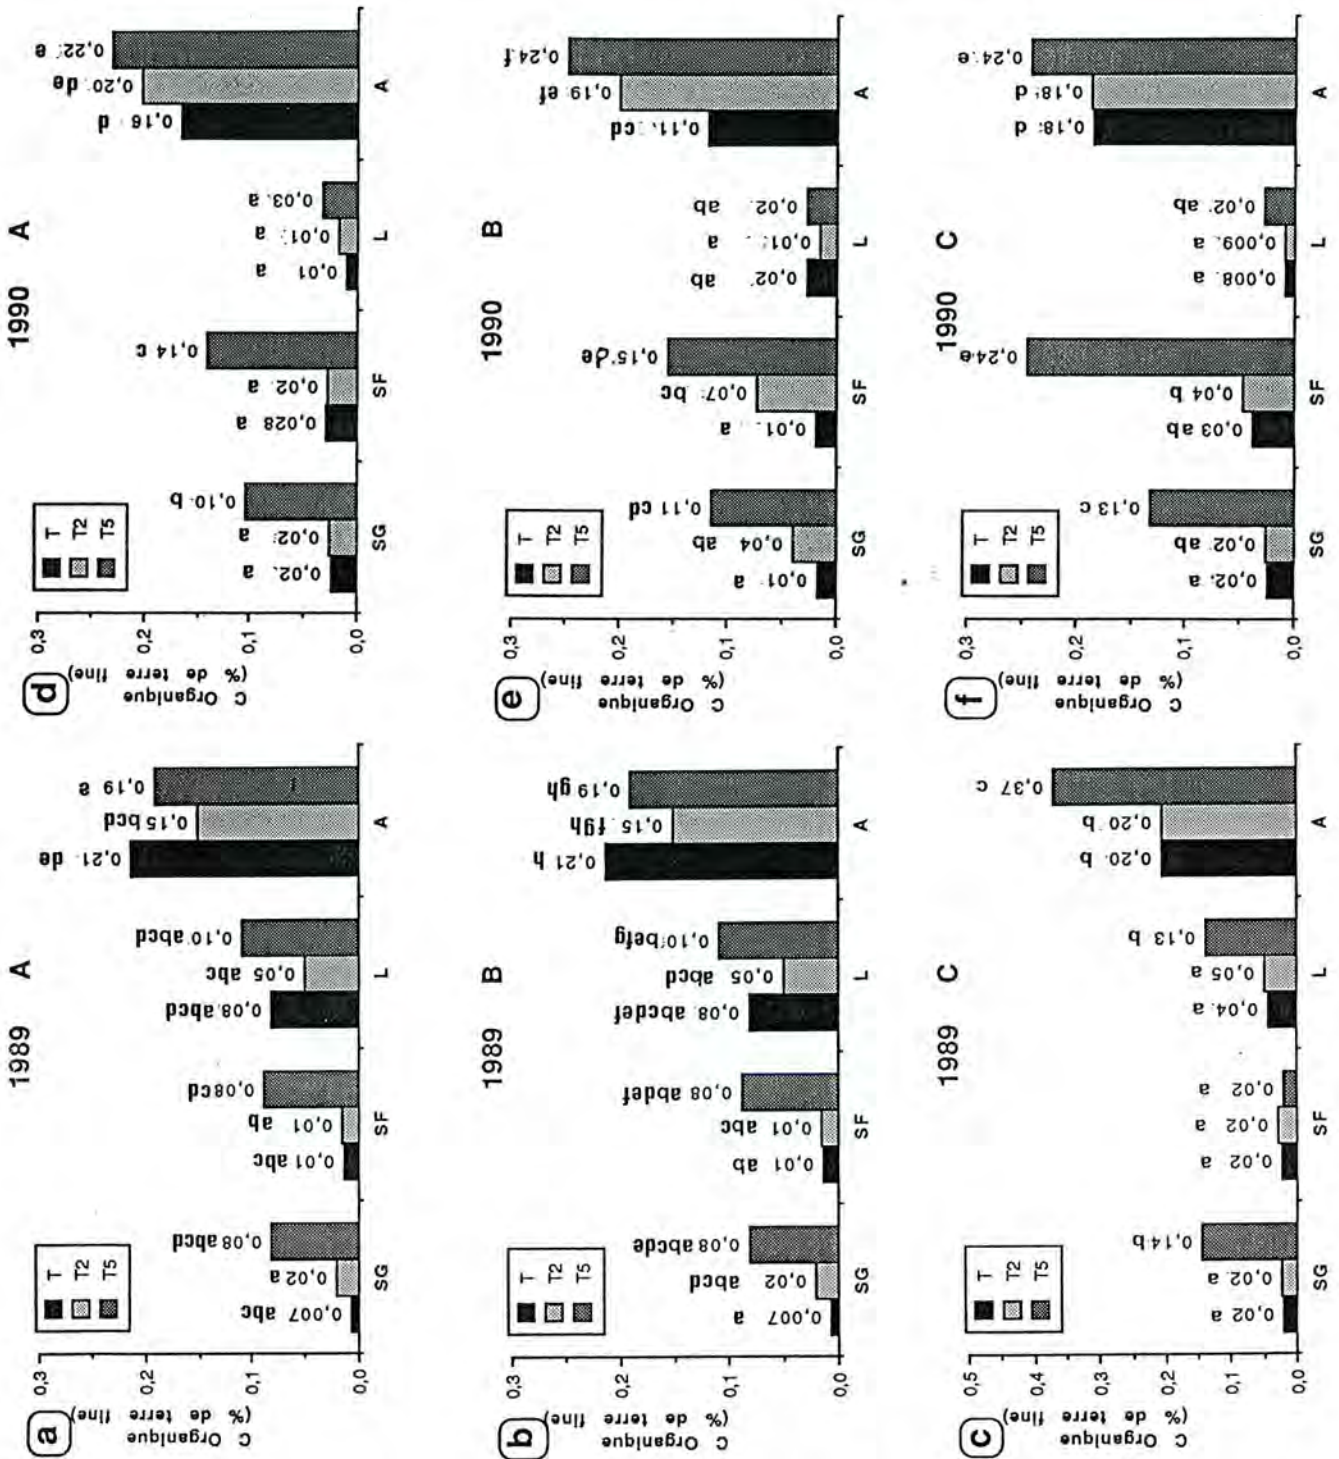 a
1989 A
C Organique
(% de terre fine)
0,3
0,2
0,1
0,0
T
T2
T5
0,007 abc
0,02 a
0,08 abcd
0,01 abc
0,01 ab
0,08 cd
0,08 abcd
0,05 abc
0,10 abcd
0,21 de
0,15 bcd
0,19 e
SG SF L A
b
1989 B
C Organique
(% de terre fine)
0,3
0,2
0,1
0,0
T
T2
T5
0,007 a
0,02 abcd
0,08 abcde
0,01 ab
0,01 abc
0,08 abdef
0,08 abcdef
0,05 abcd
0,10 befg
0,21 h
0,15 fgh
0,19 gh
SG SF L A
c
1989 C
C Organique
(% de terre fine)
0,5
0,4
0,3
0,2
0,1
0,0
T
T2
T5
0,02 a
0,02 a
0,14 b
0,02 a
0,02 a
0,02 a
0,04 a
0,05 a
0,13 b
0,20 b
0,20 b
0,37 c
SG SF L A
d
1990 A
C Organique
(% de terre fine)
0,3
0,2
0,1
0,0
T
T2
T5
0,02 a
0,02 a
0,10 b
0,028 a
0,02 a
0,14 c
0,01 a
0,01 a
0,03 a
0,16 d
0,20 de
0,22 e
SG SF L A
e
1990 B
C Organique
(% de terre fine)
0,3
0,2
0,1
0,0
T
T2
T5
0,01 a
0,04 ab
0,11 cd
0,01 a
0,07 bc
0,15 de
0,02 ab
0,01 a
0,02 ab
0,11 cd
0,19 ef
0,24 f
SG SF L A
f
1990 C
C Organique
(% de terre fine)
0,3
0,2
0,1
0,0
T
T2
T5
0,02 a
0,02 ab
0,13 c
0,03 ab
0,04 b
0,24 e
0,008 a
0,009 a
0,02 ab
0,18 d
0,18 d
0,24 e
SG SF L A